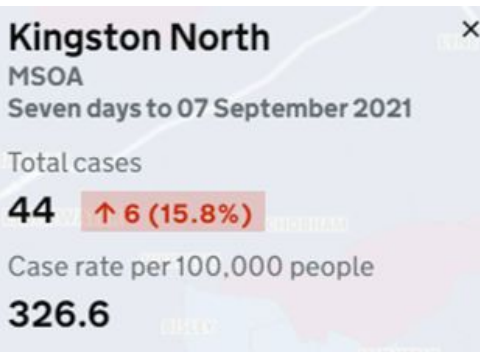 Kingston North
MSOA
Seven days to 07 September 2021
Total cases
44 ↑ 6 (15.8%)
Case rate per 100,000 people
326.6